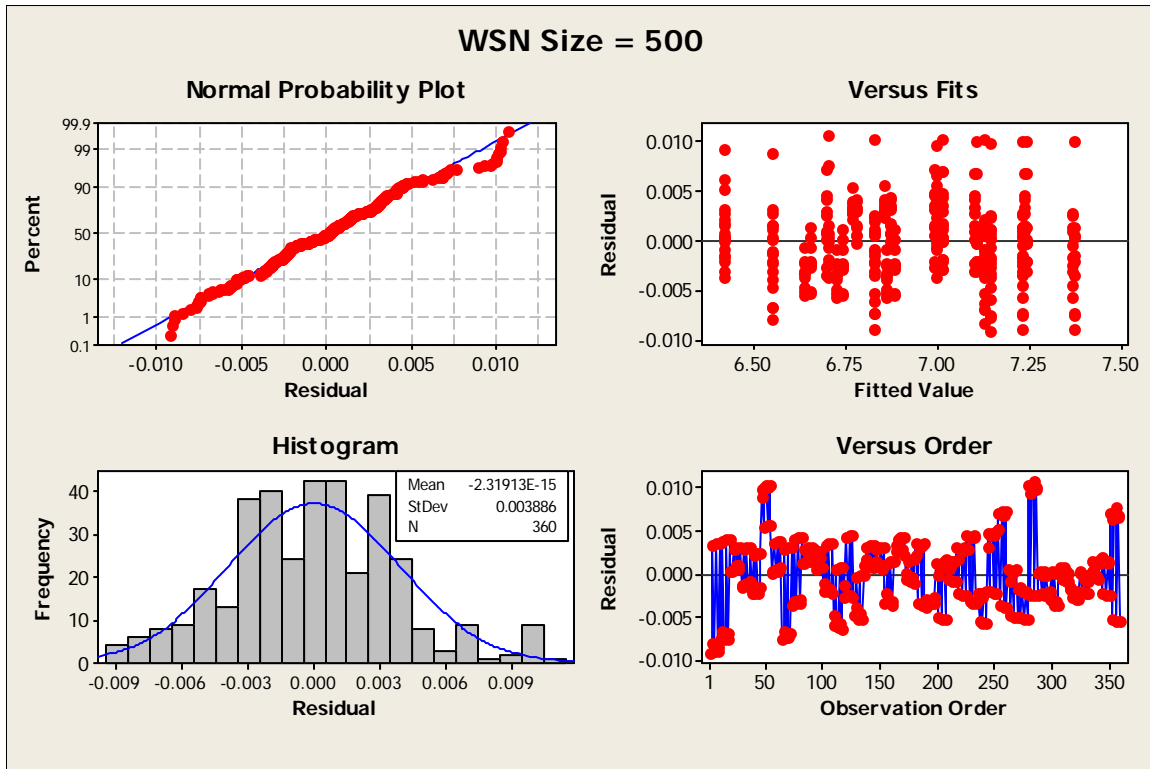 WSN Size = 500
Normal Probability Plot
99.9
99
90
50
10
1
0.1
Percent
-0.010 -0.005 0.000 0.005 0.010
Residual
Versus Fits
0.010
0.005
0.000
-0.005
-0.010
Residual
6.50 6.75 7.00 7.25 7.50
Fitted Value
Histogram
40
30
20
10
0
Frequency
Mean -2.31913E-15
StDev 0.003886
N 360
-0.009 -0.006 -0.003 0.000 0.003 0.006 0.009
Residual
Versus Order
0.010
0.005
0.000
-0.005
-0.010
Residual
1 50 100 150 200 250 300 350
Observation Order